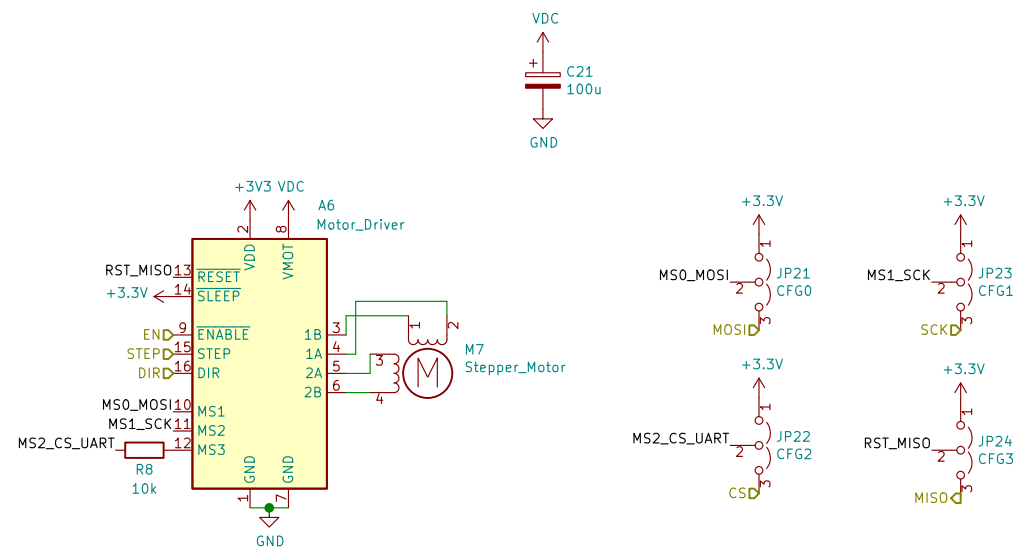 VDC
+
C21
100u
GND
+3V3 VDC
A6
Motor_Driver
2
8
VDD
VMOT
RST_MISO 13 RESET
+3.3V 14 SLEEP
EN 9 ENABLE
STEP 15 STEP
DIR 16 DIR
MS0_MOSI 10 MS1
MS1_SCK 11 MS2
MS2_CS_UART 12 MS3
R8
10k
1B 3
1A 4
2A 5
2B 6
1
2
3
4
M
M7
Stepper_Motor
GND
GND
1
7
GND
+3.3V
1
MS0_MOSI
2
JP21
CFG0
3
MOSI
+3.3V
1
MS1_SCK
2
JP23
CFG1
3
SCK
+3.3V
1
MS2_CS_UART
2
JP22
CFG2
3
CS
+3.3V
1
RST_MISO
2
JP24
CFG3
3
MISO